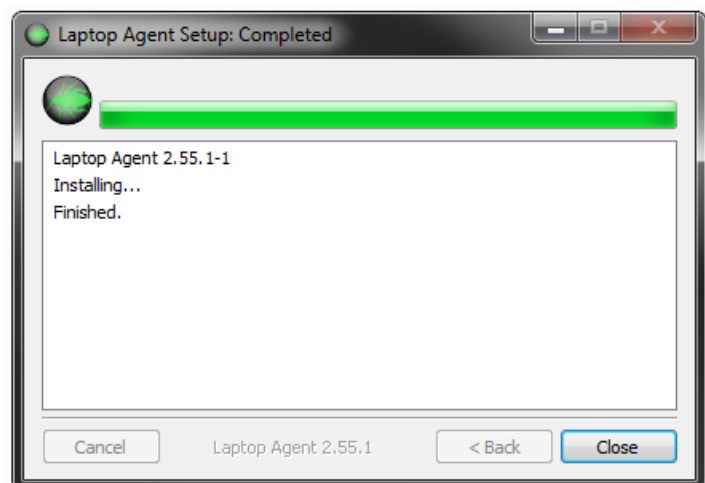 Laptop Agent Setup: Completed
Laptop Agent 2.55.1-1
Installing...
Finished.
Cancel
Laptop Agent 2.55.1
< Back
Close